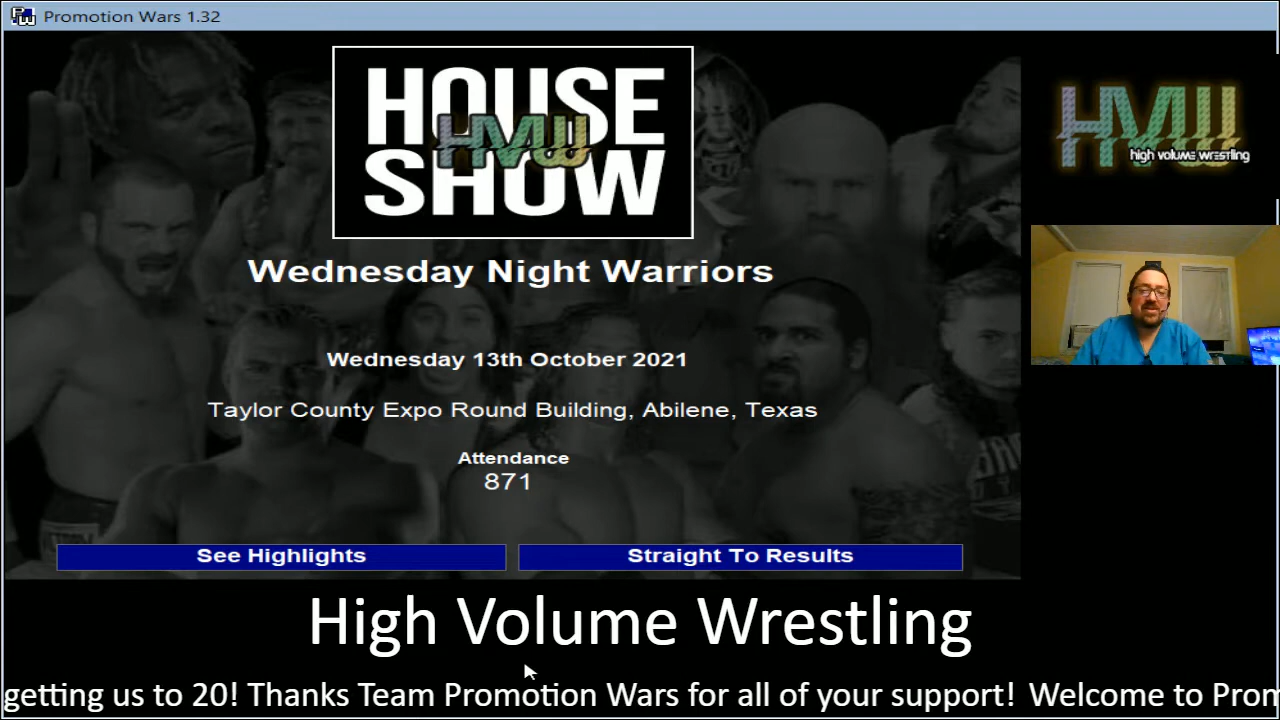 Promotion Wars 1.32
HOUSE
HVW
SHOW
HVW
high volume wrestling
Wednesday Night Warriors
Wednesday 13th October 2021
Taylor County Expo Round Building, Abilene, Texas
Attendance
871
See Highlights
Straight To Results
High Volume Wrestling
getting us to 20! Thanks Team Promotion Wars for all of your support! Welcome to Prom